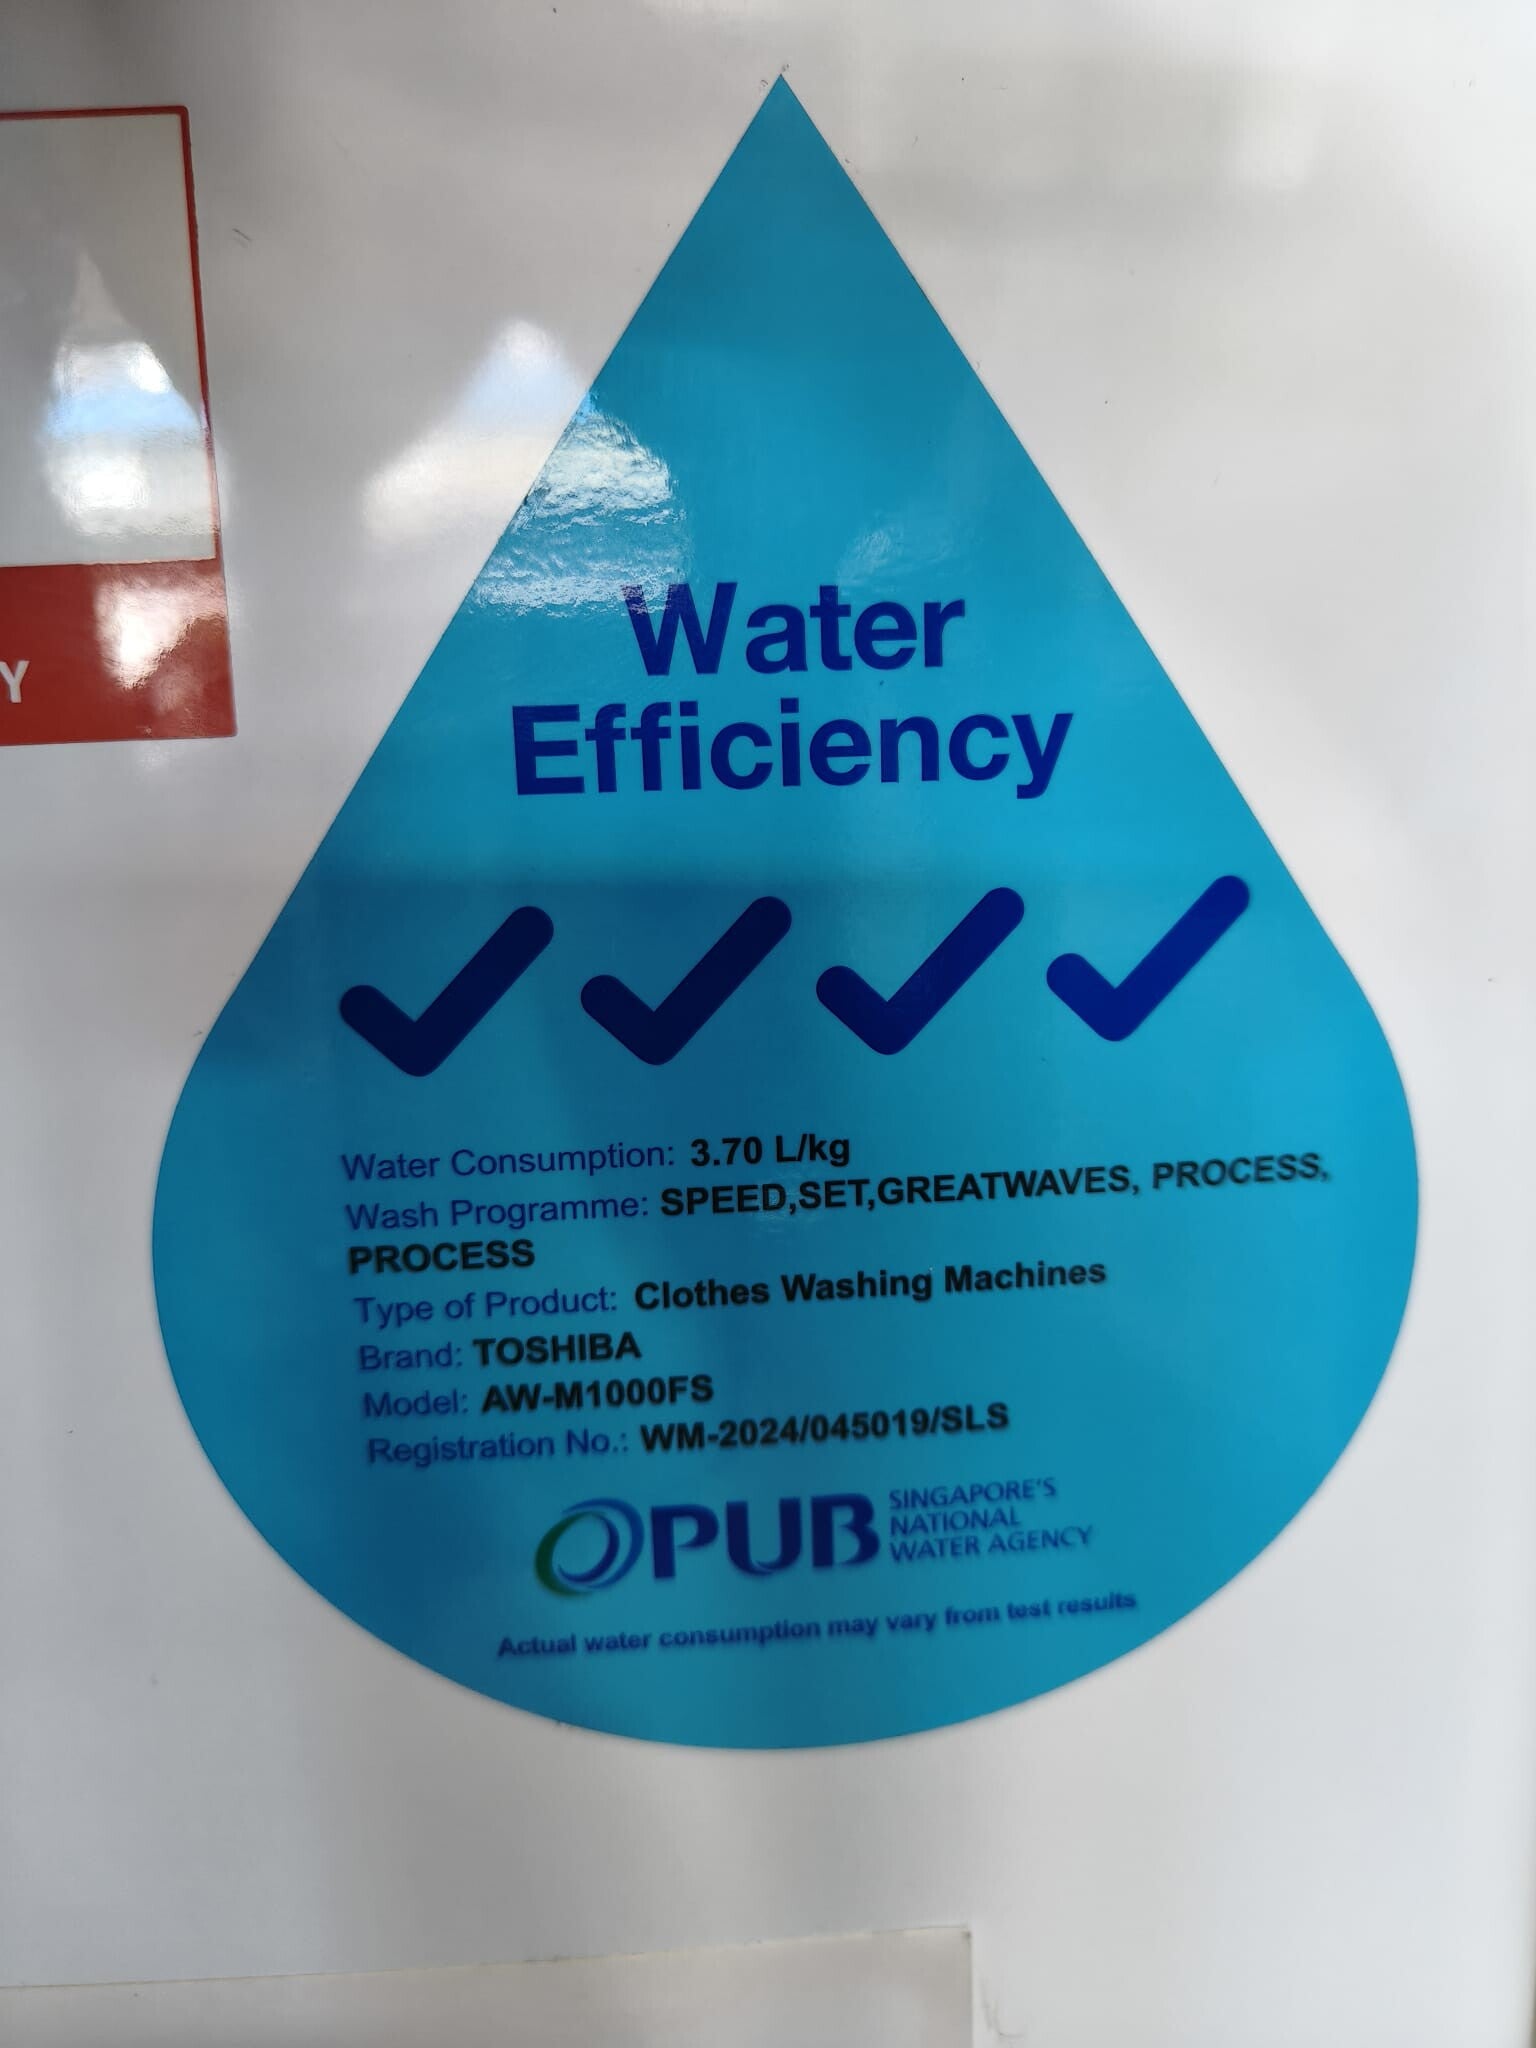 Water
Efficiency
Water Consumption: 3.70 L/kg
Wash Programme: SPEED,SET,GREATWAVES, PROCESS,
PROCESS
Type of Product: Clothes Washing Machines
Brand: TOSHIBA
Model: AW-M1000FS
Registration No.: WM-2024/045019/SLS
PUB SINGAPORE'S
NATIONAL
WATER AGENCY
Actual water consumption may vary from test results
Y